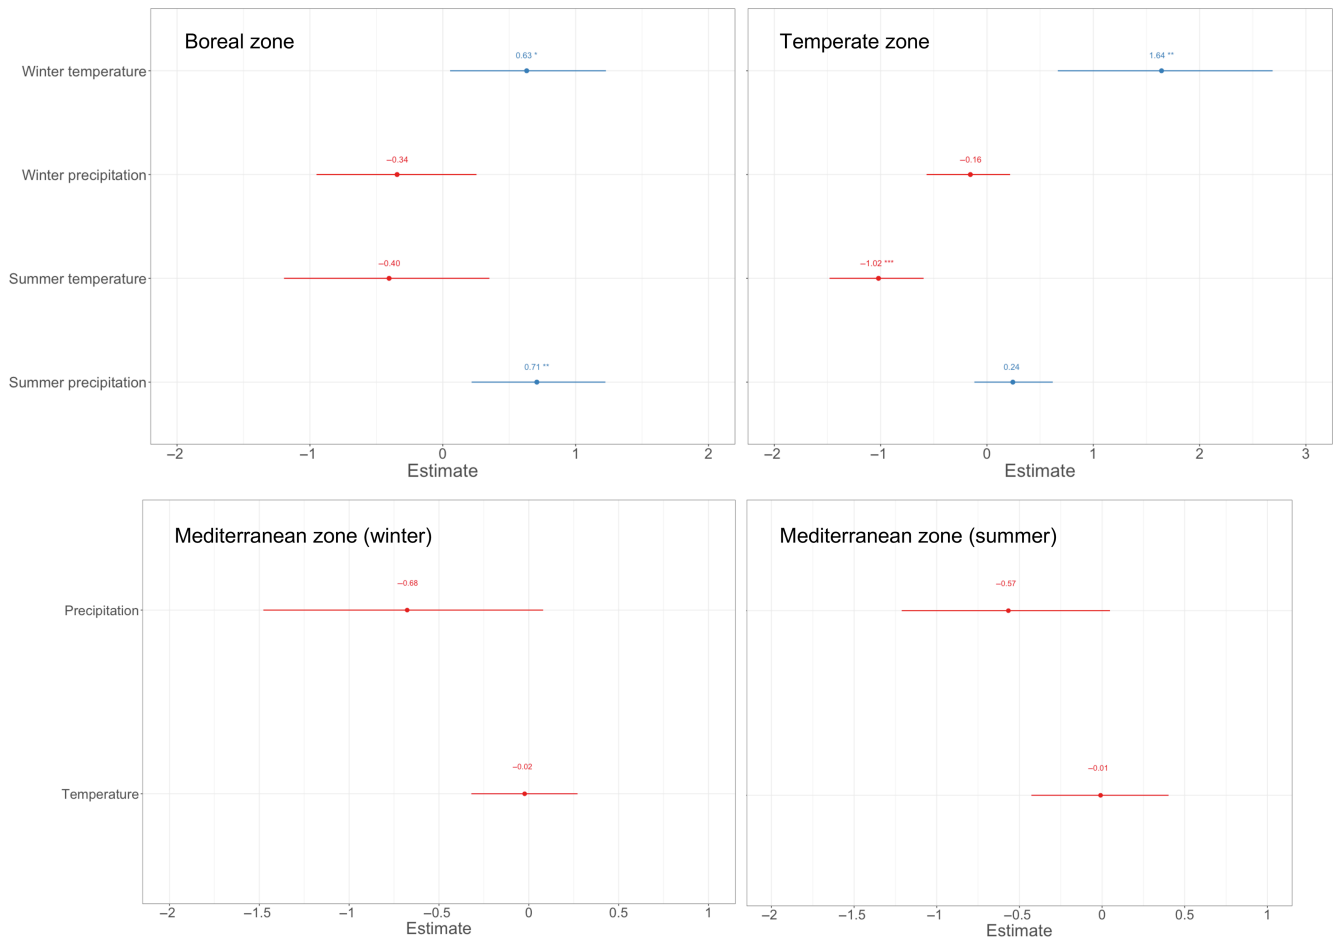 Boreal zone
Temperate zone
0.63 *
1.64 **
Winter temperature
–0.34
–0.16
Winter precipitation
–0.40
–1.02 ***
Summer temperature
0.71 **
0.24
Summer precipitation
–2 –1 0 1 2
–2 –1 0 1 2 3
Estimate
Estimate
Mediterranean zone (winter)
Mediterranean zone (summer)
–0.68
–0.57
Precipitation
–0.02
–0.01
Temperature
–2 –1.5 –1 –0.5 0 0.5 1
–2 –1.5 –1 –0.5 0 0.5 1
Estimate
Estimate